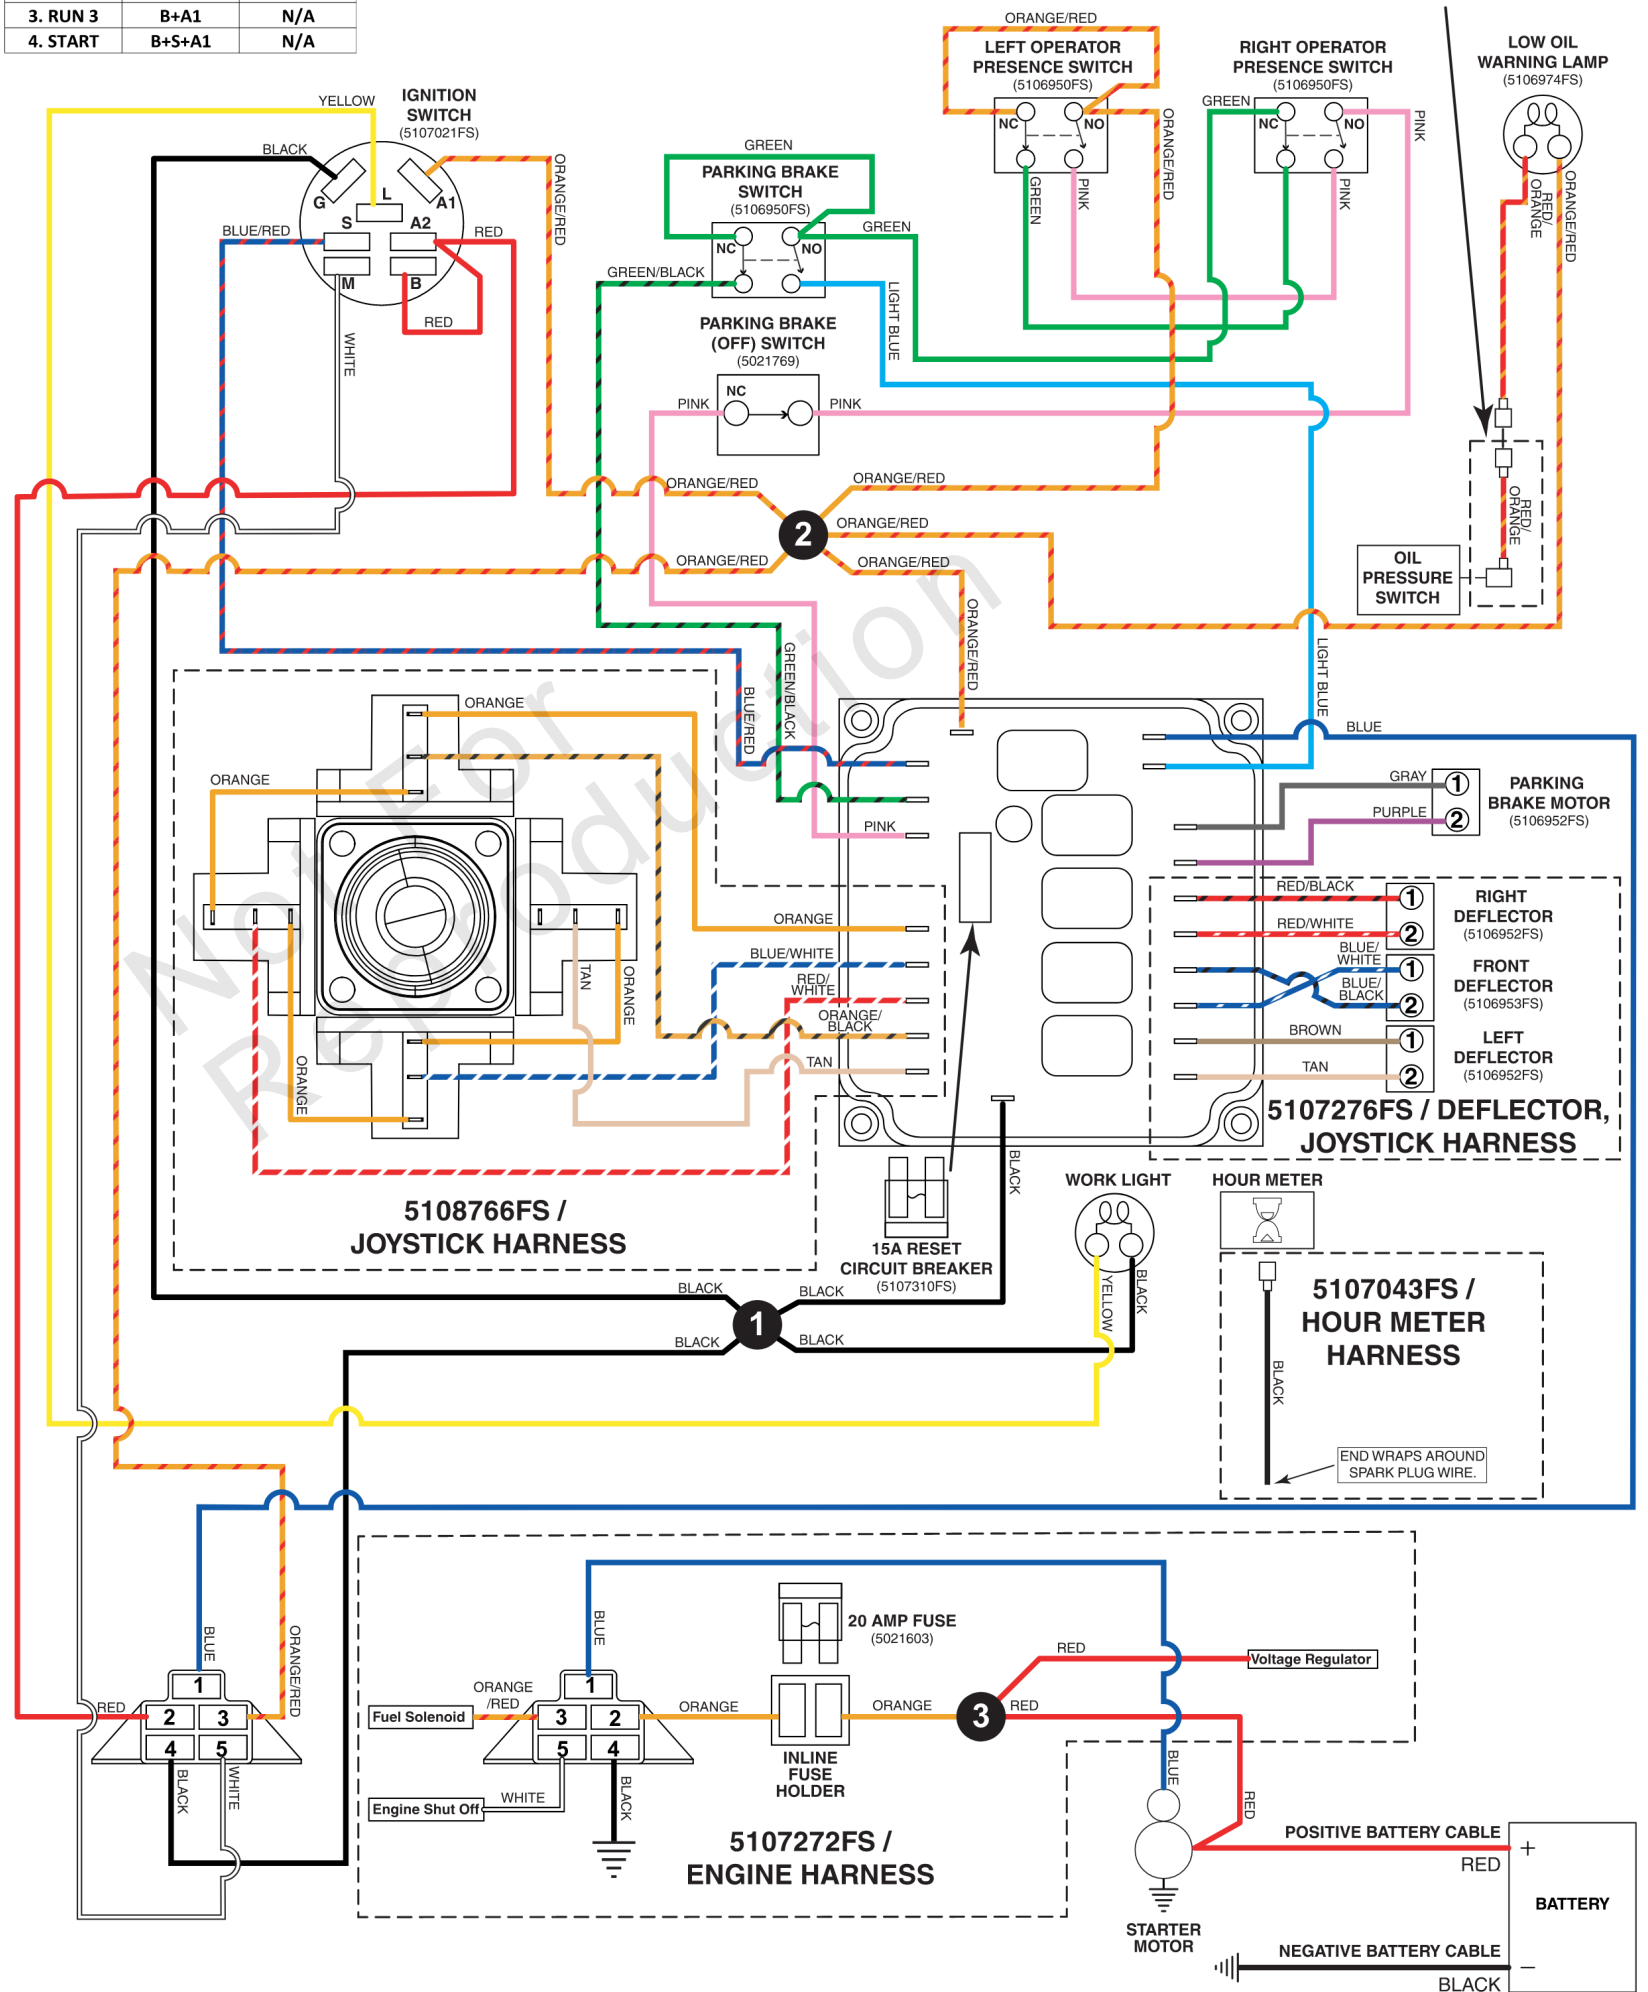 3. RUN 3 B+A1 N/A
4. START B+S+A1 N/A
ORANGE/RED
LEFT OPERATOR
PRESENCE SWITCH
(5106950FS)
NC
NO
GREEN
PINK
ORANGE/RED
RIGHT OPERATOR
PRESENCE SWITCH
(5106950FS)
GREEN
NC
NO
PINK
PINK
LOW OIL
WARNING LAMP
(5106974FS)
RED/
ORANGE
ORANGE/RED
YELLOW
IGNITION
SWITCH
(5107021FS)
BLACK
G
L
A1
S
A2
M
B
BLUE/RED
RED
RED
WHITE
ORANGE/RED
GREEN
PARKING BRAKE
SWITCH
(5106950FS)
NC
NO
GREEN
GREEN/BLACK
LIGHT BLUE
PARKING BRAKE
(OFF) SWITCH
(5021769)
NC
PINK
PINK
ORANGE/RED
ORANGE/RED
2
ORANGE/RED
ORANGE/RED
ORANGE/RED
ORANGE/RED
RED/
ORANGE
OIL
PRESSURE
SWITCH
LIGHT BLUE
Not For
Reproduction
GREEN/BLACK
BLUE/RED
ORANGE
ORANGE
BLUE
PINK
GRAY
PURPLE
1
2
PARKING
BRAKE MOTOR
(5106952FS)
ORANGE
BLUE/WHITE
RED/
WHITE
ORANGE/
BLACK
TAN
TAN
ORANGE
ORANGE
RED/BLACK
RED/WHITE
1
2
RIGHT
DEFLECTOR
(5106952FS)
BLUE/
WHITE
BLUE/
BLACK
1
2
FRONT
DEFLECTOR
(5106953FS)
BROWN
TAN
1
2
LEFT
DEFLECTOR
(5106952FS)
5107276FS / DEFLECTOR,
JOYSTICK HARNESS
5108766FS /
JOYSTICK HARNESS
15A RESET
CIRCUIT BREAKER
(5107310FS)
BLACK
WORK LIGHT
YELLOW
BLACK
HOUR METER
5107043FS /
HOUR METER
HARNESS
BLACK
END WRAPS AROUND
SPARK PLUG WIRE.
BLACK
BLACK
1
BLACK
BLACK
BLUE
ORANGE/RED
RED
1
2
3
4
5
BLACK
WHITE
BLUE
20 AMP FUSE
(5021603)
Fuel Solenoid
ORANGE
/RED
1
3
2
5
4
ORANGE
ORANGE
3
RED
RED
Voltage Regulator
INLINE
FUSE
HOLDER
Engine Shut Off
WHITE
BLACK
BLUE
RED
5107272FS /
ENGINE HARNESS
STARTER
MOTOR
POSITIVE BATTERY CABLE
RED
+
BATTERY
NEGATIVE BATTERY CABLE
BLACK
−